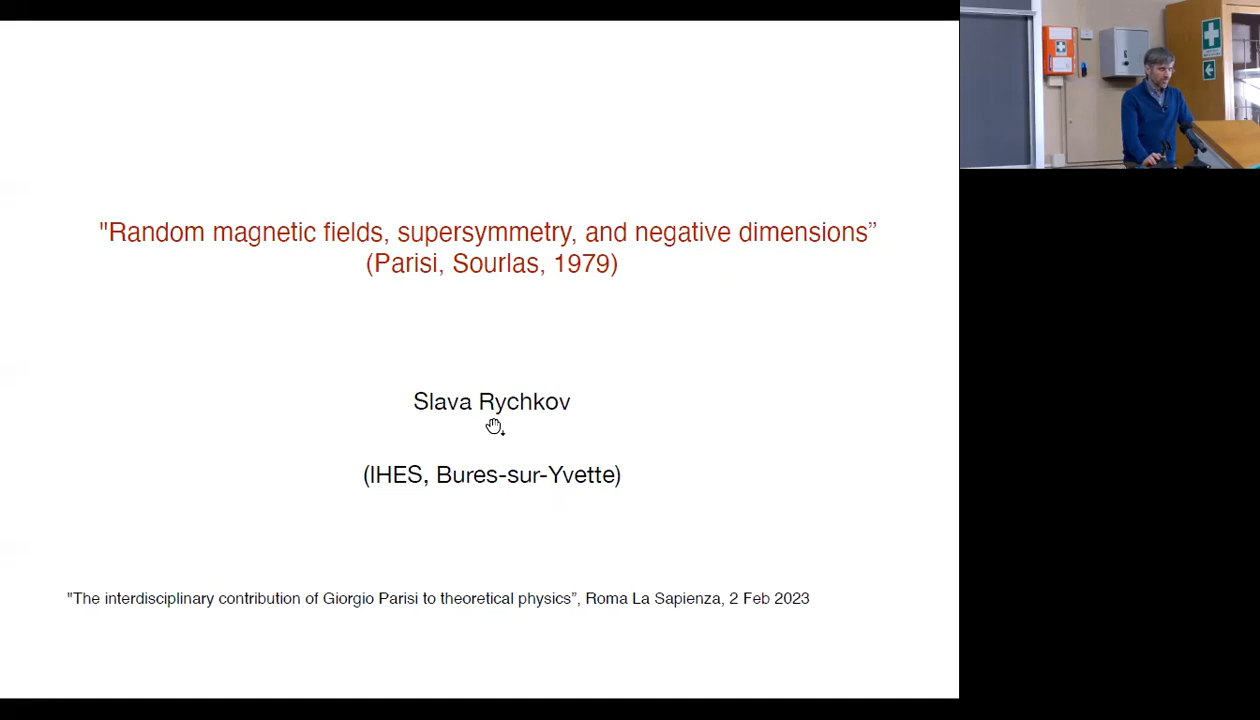 "Random magnetic fields, supersymmetry, and negative dimensions”
(Parisi, Sourlas, 1979)
Slava Rychkov
(IHES, Bures-sur-Yvette)
"The interdisciplinary contribution of Giorgio Parisi to theoretical physics”, Roma La Sapienza, 2 Feb 2023